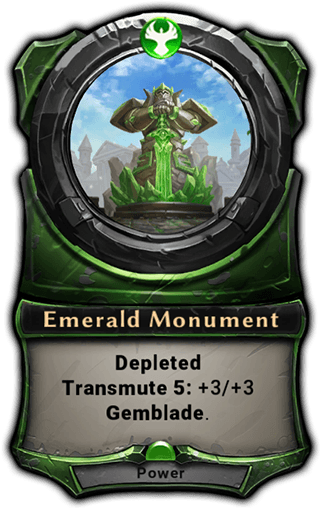 Emerald Monument
Depleted
Transmute 5: +3/+3
Gemblade.
Power